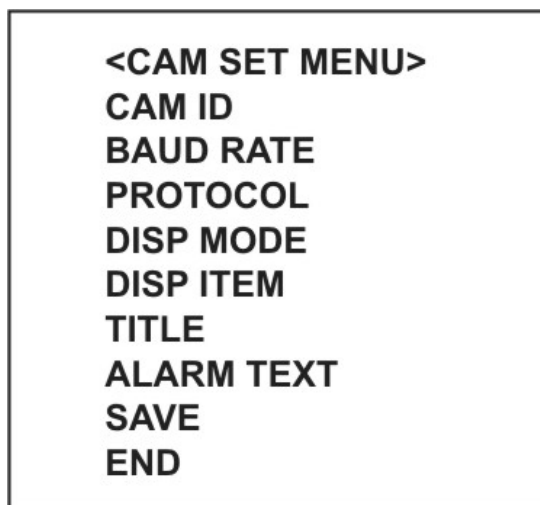 <CAM SET MENU>
CAM ID
BAUD RATE
PROTOCOL
DISP MODE
DISP ITEM
TITLE
ALARM TEXT
SAVE
END